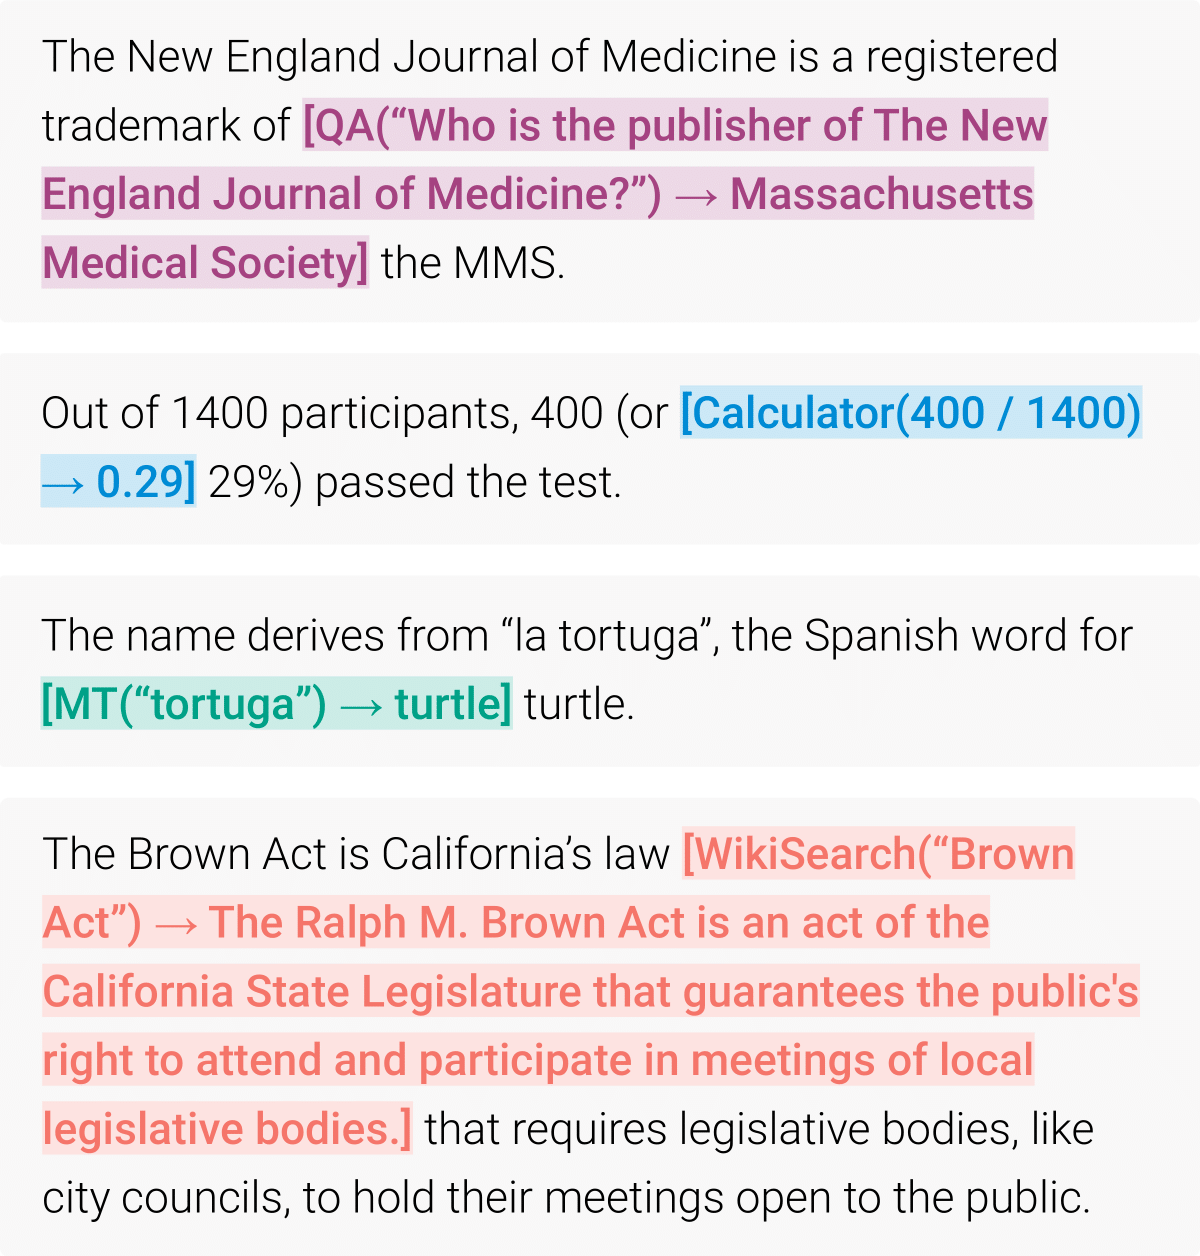 The New England Journal of Medicine is a registered
trademark of [QA(“Who is the publisher of The New
England Journal of Medicine?”) → Massachusetts
Medical Society] the MMS.
Out of 1400 participants, 400 (or [Calculator(400 / 1400)
→ 0.29] 29%) passed the test.
The name derives from “la tortuga”, the Spanish word for
[MT(“tortuga”) → turtle] turtle.
The Brown Act is California’s law [WikiSearch(“Brown
Act”) → The Ralph M. Brown Act is an act of the
California State Legislature that guarantees the public's
right to attend and participate in meetings of local
legislative bodies.] that requires legislative bodies, like
city councils, to hold their meetings open to the public.